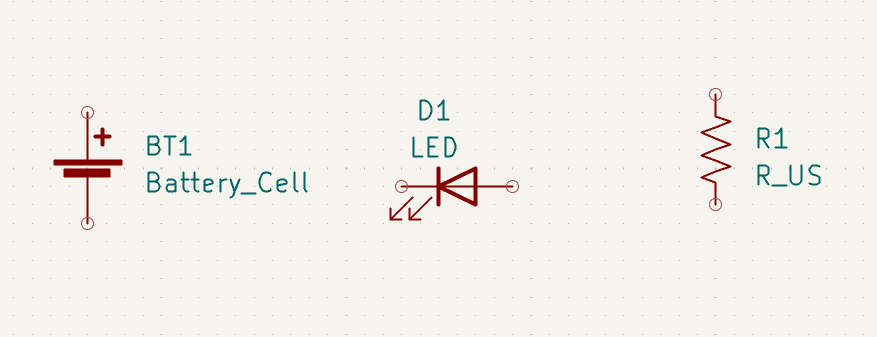 BT1
Battery_Cell
D1
LED
R1
R_US